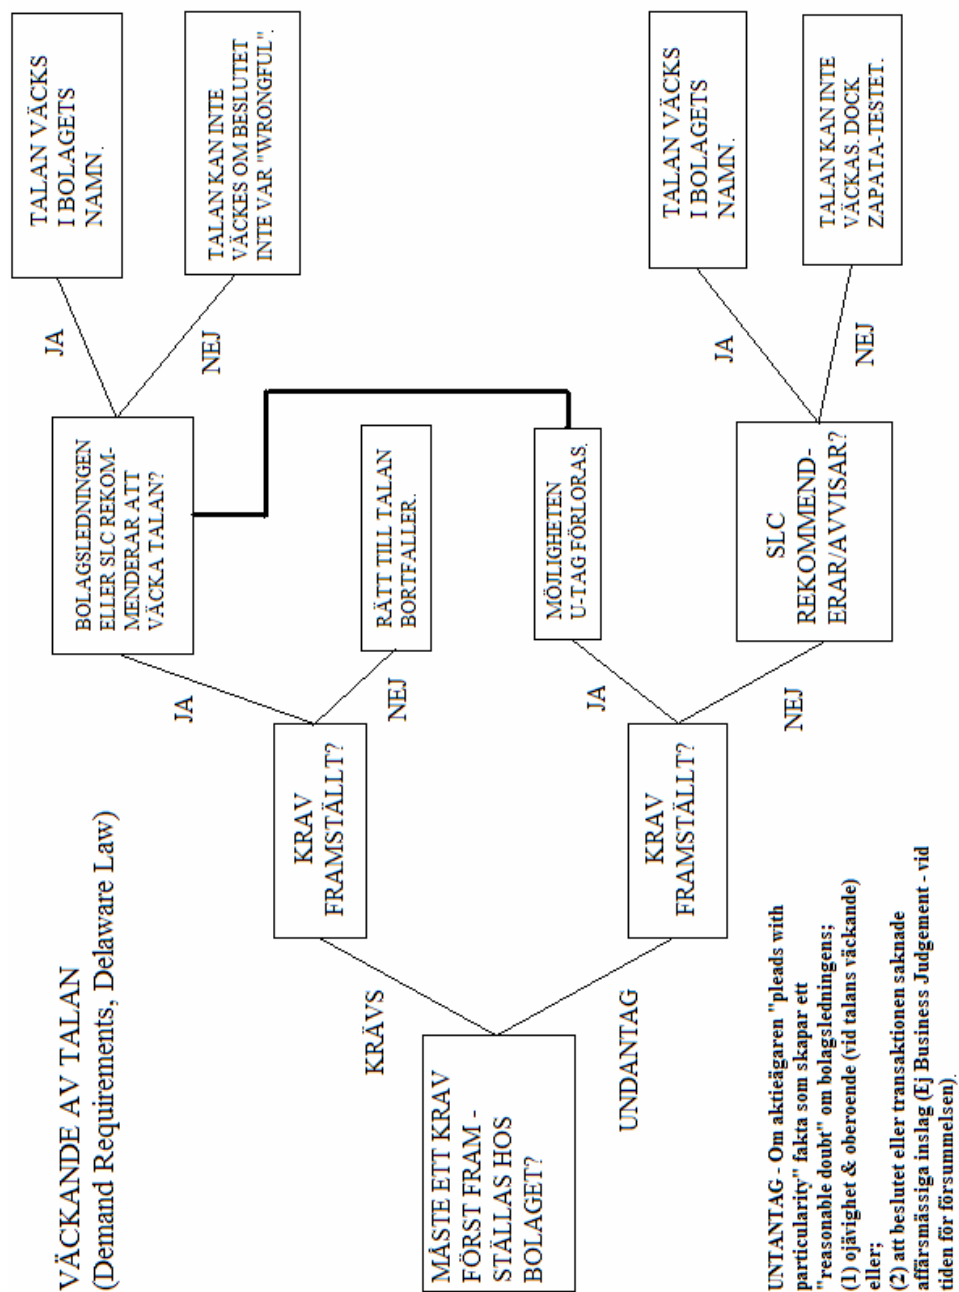 VÄCKANDE AV TALAN
(Demand Requirements, Delaware Law)
MÅSTE ETT KRAV
FÖRST FRAM -
STÄLLAS HOS
BOLAGET?
KRÄVS
UNDANTAG
KRAV
FRAMSTÄLLT?
JA
NEJ
BOLAGSLEDNINGEN
ELLER SLC REKOM-
MENDERAR ATT
VÄCKA TALAN?
RÄTT TILL TALAN
BORTFALLER.
JA
NEJ
TALAN VÄCKS
I BOLAGETS
NAMN.
TALAN KAN INTE
VÄCKES OM BESLUTET
INTE VAR "WRONGFUL".
KRAV
FRAMSTÄLLT?
JA
NEJ
MÖJLIGHETEN
U-TAG FÖRLORAS.
SLC
REKOMMEND-
ERAR/AVVISAR?
JA
NEJ
TALAN VÄCKS
I BOLAGETS
NAMN.
TALAN KAN INTE
VÄCKAS. DOCK
ZAPATA-TESTET.
UNTANTAG - Om aktieägaren "pleads with
particularity" fakta som skapar ett
"reasonable doubt" om bolagsledningens;
(1) ojävighet & oberoende (vid talans väckande)
eller;
(2) att beslutet eller transaktionen saknade
affärsmässiga inslag (Ej Business Judgement - vid
tiden för försummelsen).